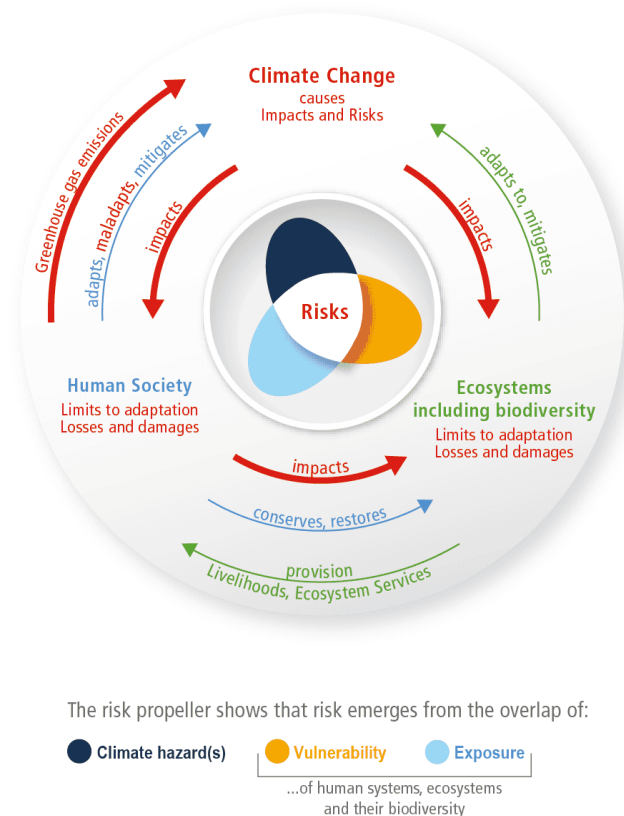 Climate Change
causes
Impacts and Risks
Greenhouse gas emissions
adapts, maladapts, mitigates
impacts
impacts
adapts to, mitigates
Risks
Human Society
Limits to adaptation
Losses and damages
Ecosystems
including biodiversity
Limits to adaptation
Losses and damages
impacts
conserves, restores
provision
Livelihoods, Ecosystem Services
The risk propeller shows that risk emerges from the overlap of:
Climate hazard(s) Vulnerability Exposure
...of human systems, ecosystems
and their biodiversity